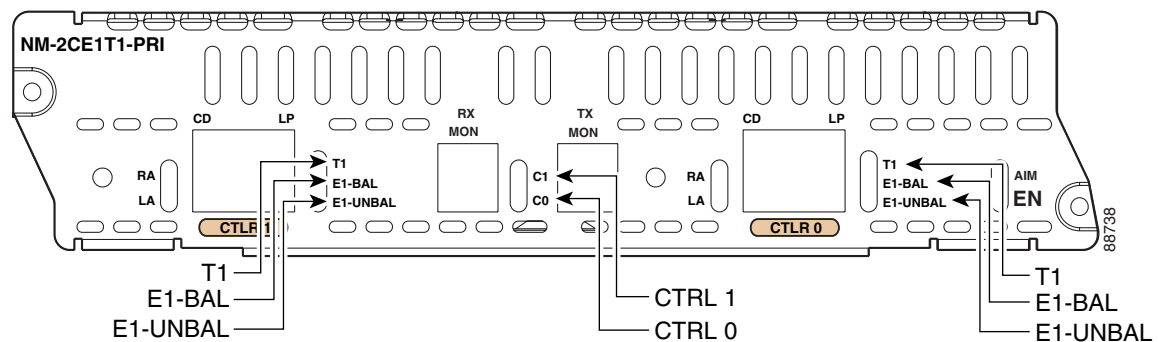 NM-2CE1T1-PRI
CD LP
RX MON
TX MON
CD LP
RA
LA
T1
E1-BAL
E1-UNBAL
C1
C0
RA
LA
T1
E1-BAL
E1-UNBAL
AIM
EN
CTLR 1
CTLR 0
88738
T1
E1-BAL
E1-UNBAL
CTRL 1
CTRL 0
T1
E1-BAL
E1-UNBAL